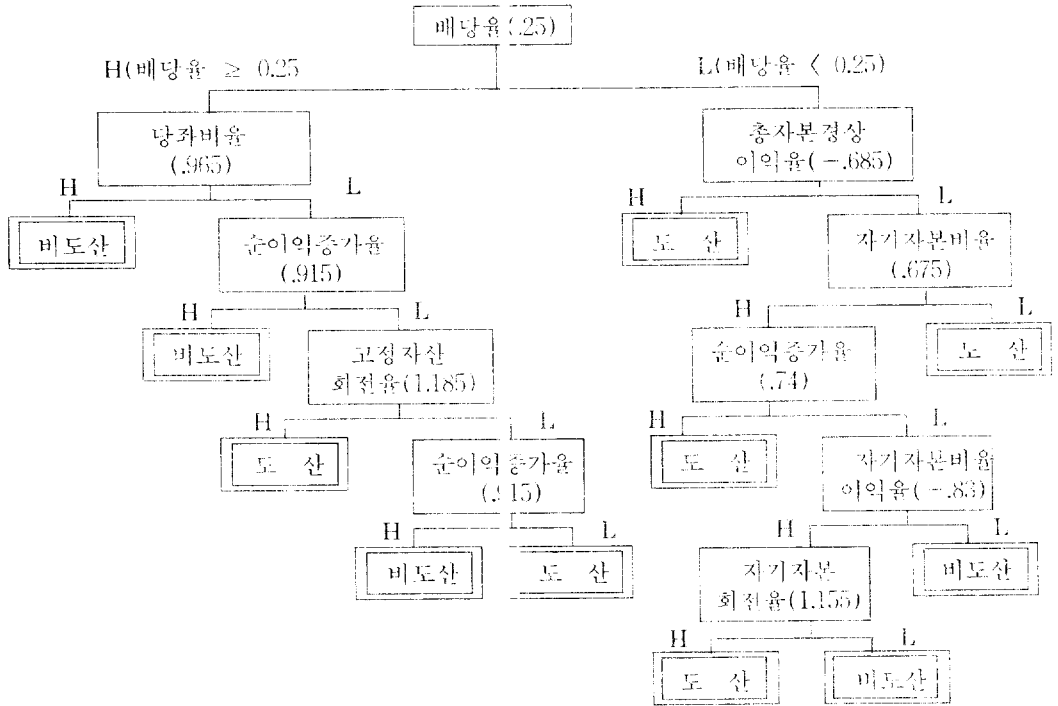 배당율(.25)
H(배당율 ≥ 0.25
L(배당율 < 0.25)
당좌비율
(.965)
총자본경상
이익율(-.685)
H
L
H
L
비도산
순이익증가율
(.915)
도 산
자기자본비율
(.675)
H
L
H
L
비도산
고정자산
회전율(1.185)
순이익증가율
(.74)
도 산
H
L
H
L
도 산
순이익증가율
(.915)
도 산
자기자본비율
이익율(-.83)
H
L
H
L
비도산
도 산
자기자본
회전율(1.155)
비도산
H
L
도 산
비도산